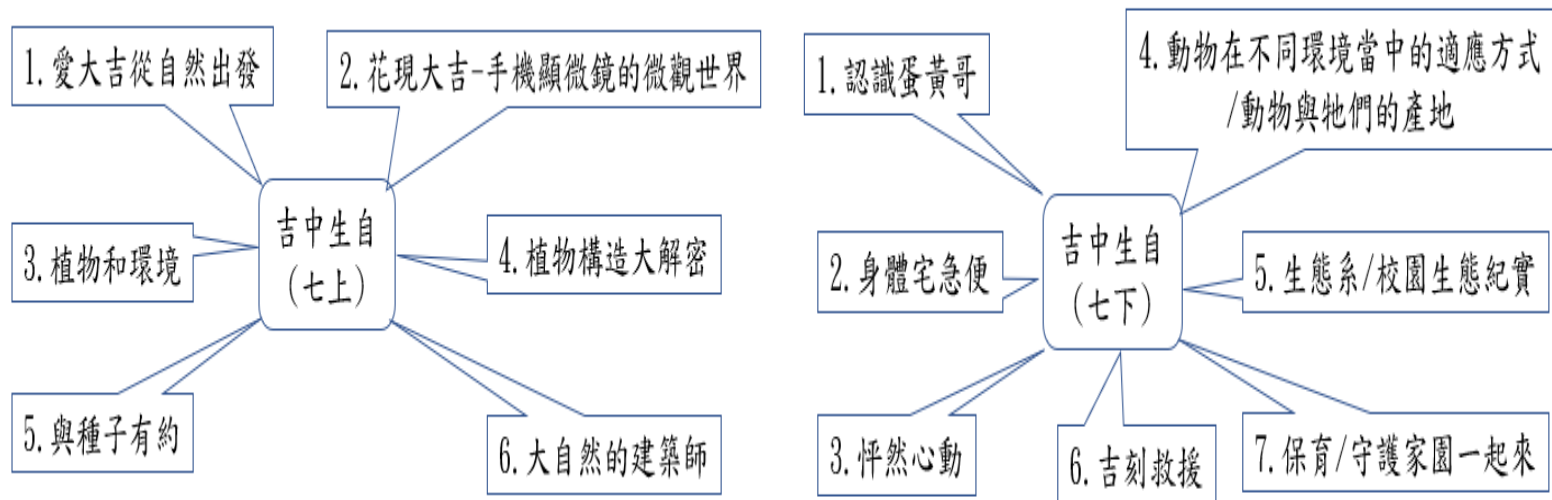 1.愛大吉從自然出發
2.花現大吉-手機顯微鏡的微觀世界
吉中生自
(七上)
3.植物和環境
4.植物構造大解密
5.與種子有約
6.大自然的建築師
1.認識蛋黃哥
4.動物在不同環境當中的適應方式
/動物與牠們的產地
吉中生自
(七下)
2.身體宅急便
5.生態系/校園生態紀實
3.怦然心動
6.吉刻救援
7.保育/守護家園一起來